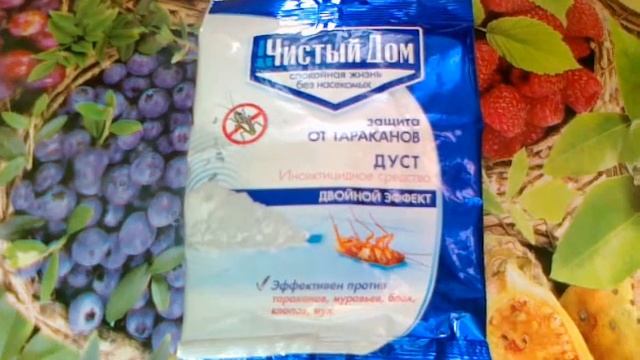 Чистый Дом
спокойная жизнь
без насекомых
защита
ОТ ТАРАКАНОВ
ДУСТ
Инсектицидное средство
ДВОЙНОЙ ЭФФЕКТ
Эффективен против
тараканов, муравьев, блох,
клопов, мух